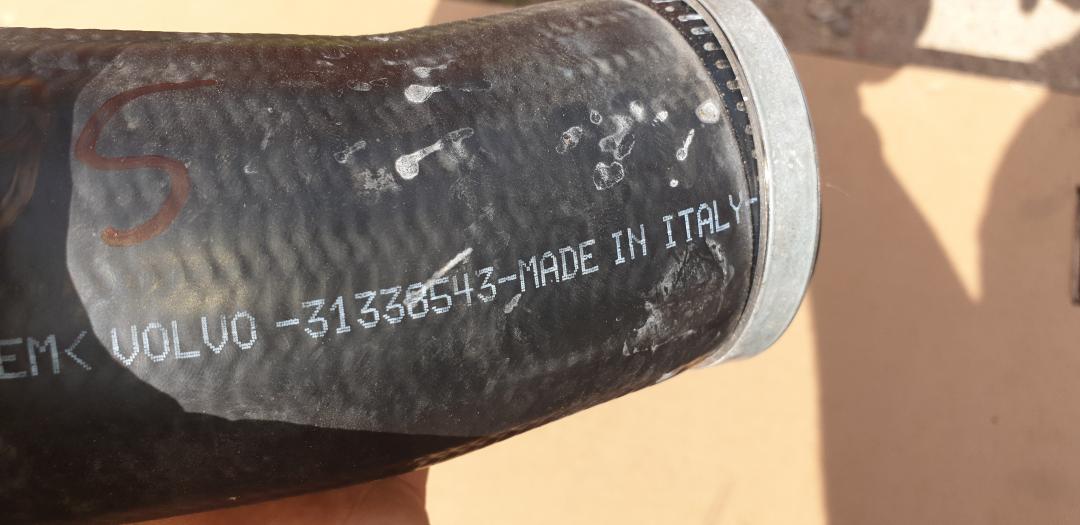 EM< VOLVO -31338543-MADE IN ITALY-
S